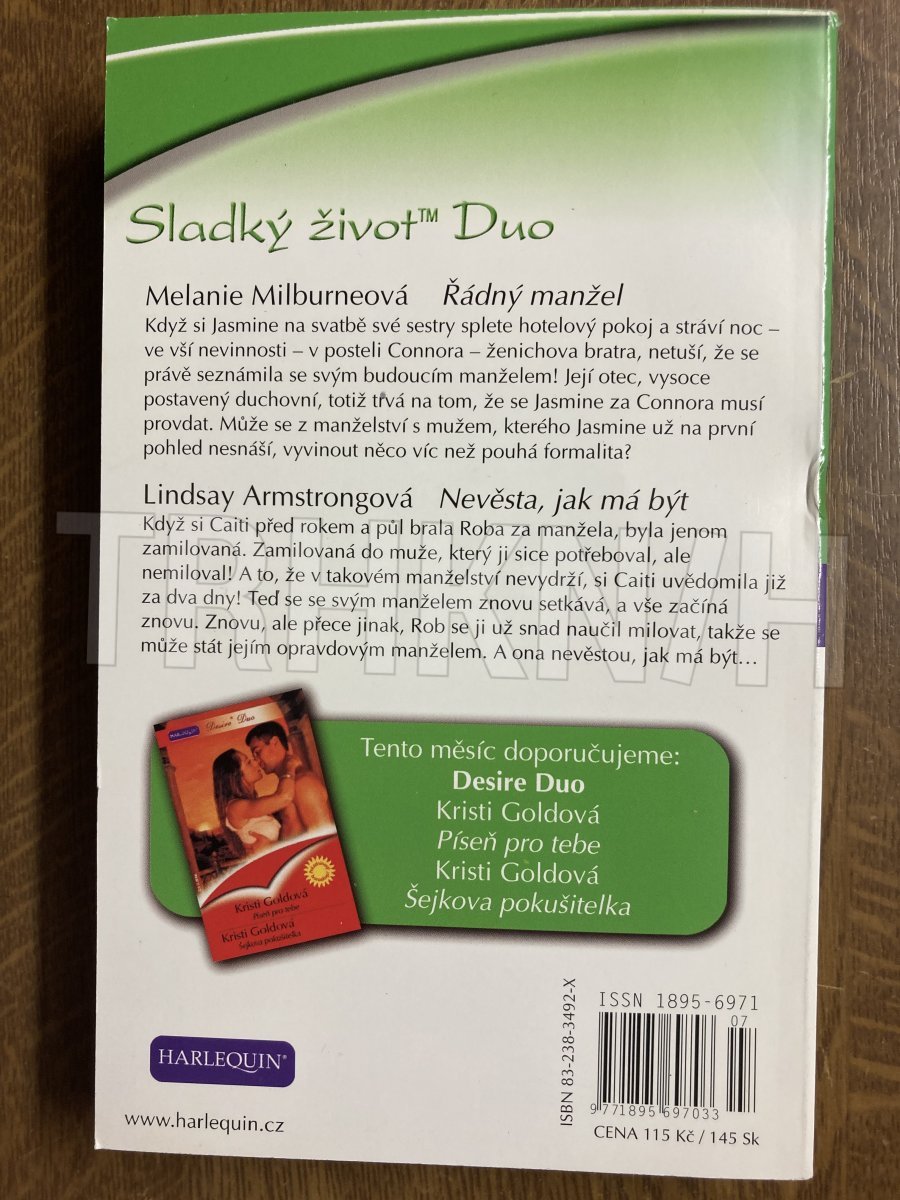 Sladký život™ Duo
Melanie Milburneová Řádný manžel
Když si Jasmine na svatbě své sestry splete hotelový pokoj a stráví noc –
ve vší nevinnosti – v posteli Connora – ženichova bratra, netuší, že se
právě seznámila se svým budoucím manželem! Její otec, vysoce
postavený duchovní, totiž trvá na tom, že se Jasmine za Connora musí
provdat. Může se z manželství s mužem, kterého Jasmine už na první
pohled nesnáší, vyvinout něco víc než pouhá formalita?
Lindsay Armstrongová Nevěsta, jak má být
Když si Caiti před rokem a půl brala Roba za manžela, byla jenom
zamilovaná. Zamilovaná do muže, který ji sice potřeboval, ale
nemiloval! A to, že v takovém manželství nevydrží, si Caiti uvědomila již
za dva dny! Teď se se svým manželem znovu setkává, a vše začíná
znovu. Znovu, ale přece jinak, Rob se ji už snad naučil milovat, takže se
může stát jejím opravdovým manželem. A ona nevěstou, jak má být...
TRHKNIH
HARLEQUIN Desire® Duo
Kristi Goldová
Píseň pro tebe
Kristi Goldová
Šejkova pokušitelka
Tento měsíc doporučujeme:
Desire Duo
Kristi Goldová
Píseň pro tebe
Kristi Goldová
Šejkova pokušitelka
HARLEQUIN®
www.harlequin.cz
ISBN 83-238-3492-X
ISSN 1895-6971
07
9 771895 697033
CENA 115 Kč / 145 Sk